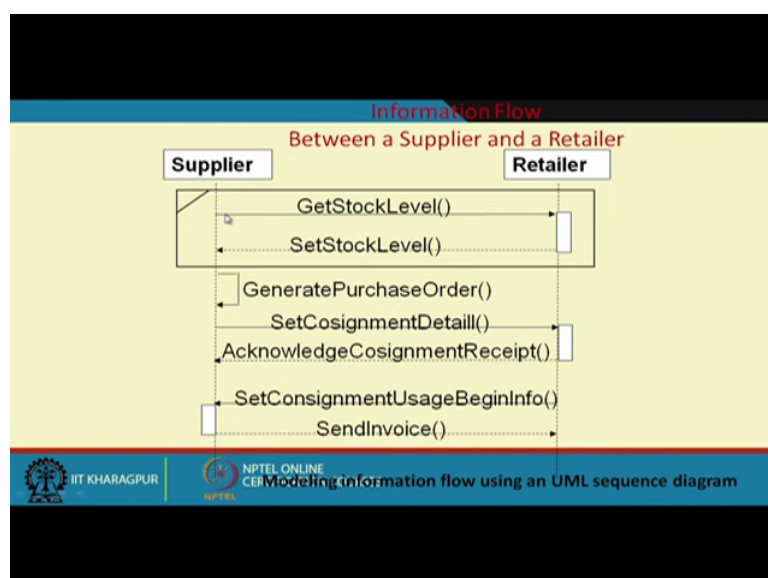 Information Flow
Between a Supplier and a Retailer
Supplier Retailer
GetStockLevel()
SetStockLevel()
GeneratePurchaseOrder()
SetCosignmentDetaill()
AcknowledgeCosignmentReceipt()
SetConsignmentUsageBeginInfo()
SendInvoice()
IIT KHARAGPUR
NPTEL
NPTEL ONLINE
Modeling information flow using an UML sequence diagram